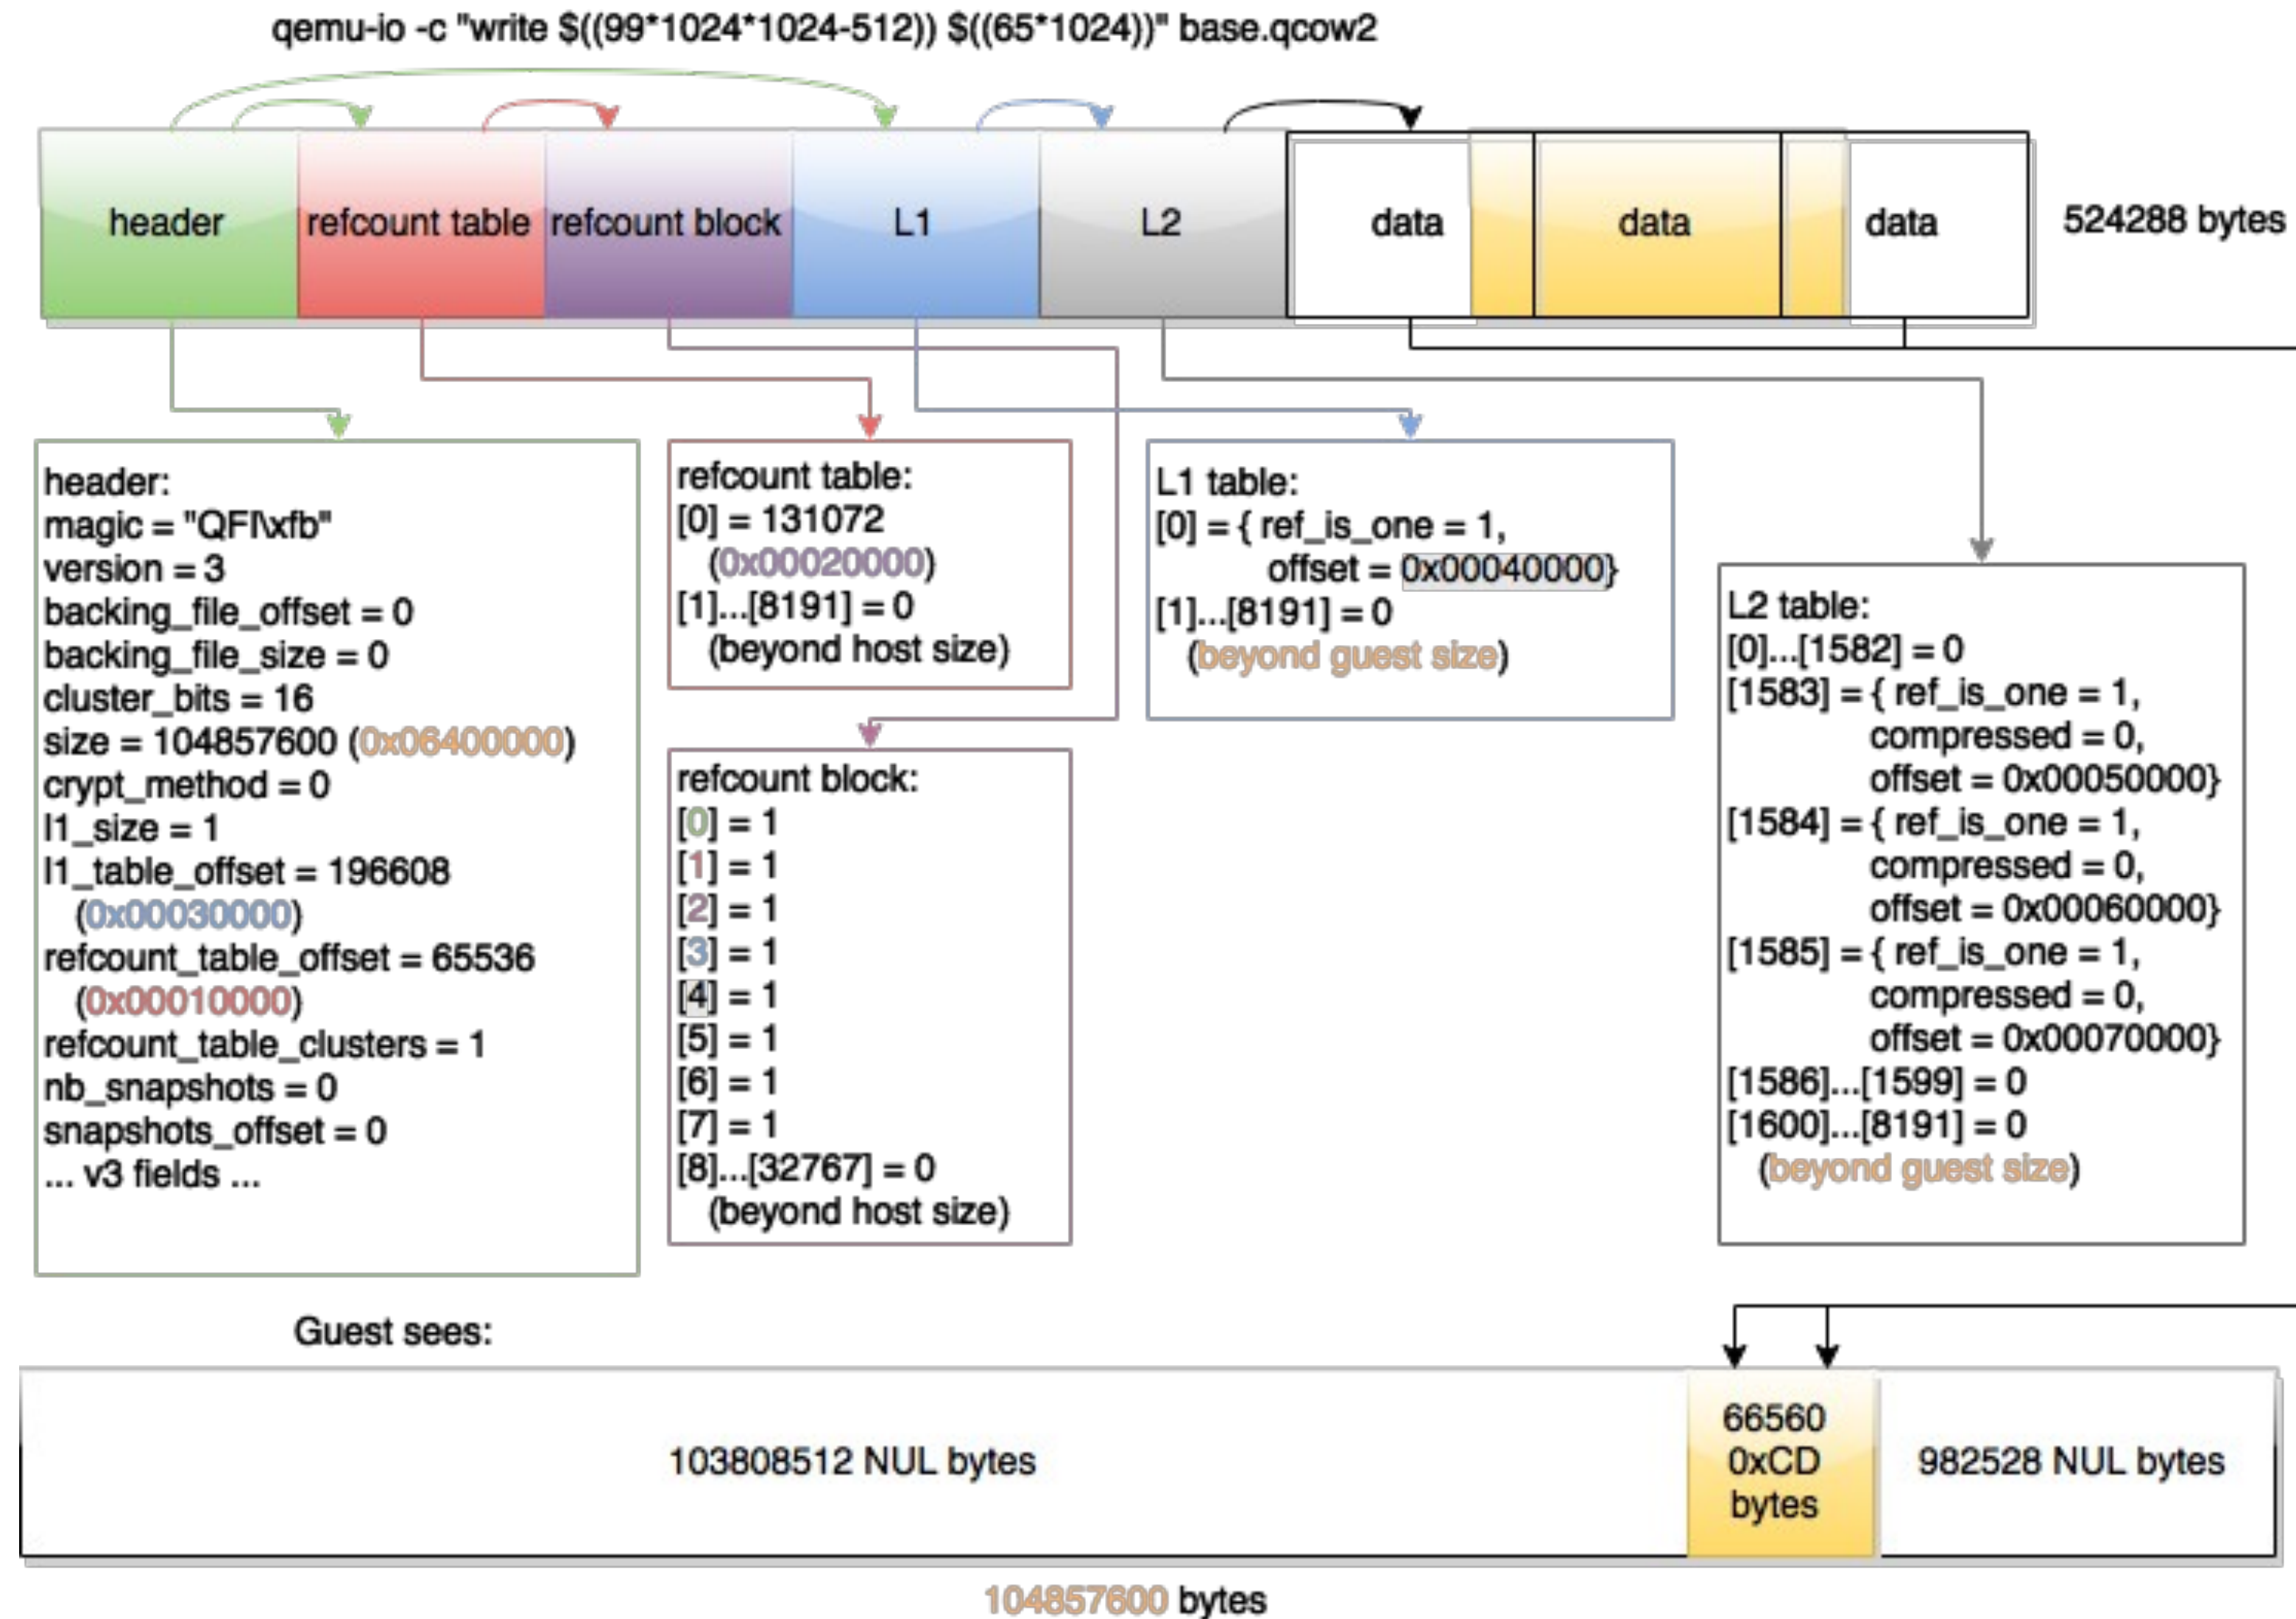 qemu-io -c "write $((99*1024*1024-512)) $((65*1024))" base.qcow2
header
refcount table
refcount block
L1
L2
data
data
data
524288 bytes
header:
magic = "QFI\xfb"
version = 3
backing_file_offset = 0
backing_file_size = 0
cluster_bits = 16
size = 104857600 (0x06400000)
crypt_method = 0
l1_size = 1
l1_table_offset = 196608
(0x00030000)
refcount_table_offset = 65536
(0x00010000)
refcount_table_clusters = 1
nb_snapshots = 0
snapshots_offset = 0
... v3 fields ...
refcount table:
[0] = 131072
(0x00020000)
[1]...[8191] = 0
(beyond host size)
refcount block:
[0] = 1
[1] = 1
[2] = 1
[3] = 1
[4] = 1
[5] = 1
[6] = 1
[7] = 1
[8]...[32767] = 0
(beyond host size)
L1 table:
[0] = { ref_is_one = 1,
offset = 0x00040000}
[1]...[8191] = 0
(beyond guest size)
L2 table:
[0]...[1582] = 0
[1583] = { ref_is_one = 1,
compressed = 0,
offset = 0x00050000}
[1584] = { ref_is_one = 1,
compressed = 0,
offset = 0x00060000}
[1585] = { ref_is_one = 1,
compressed = 0,
offset = 0x00070000}
[1586]...[1599] = 0
[1600]...[8191] = 0
(beyond guest size)
Guest sees:
103808512 NUL bytes
66560
0xCD
bytes
982528 NUL bytes
104857600 bytes